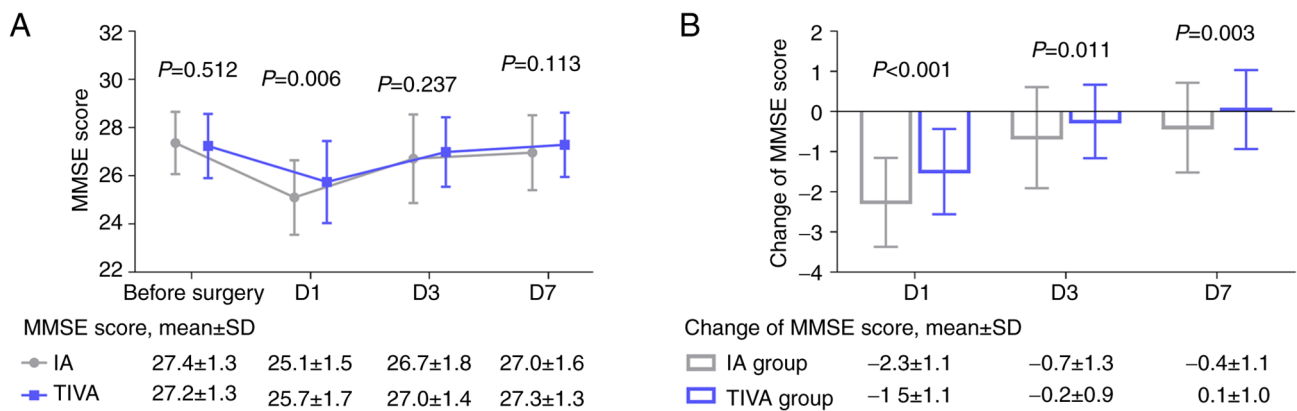 A
MMSE score
32
30
28
26
24
22
P=0.512
P=0.006
P=0.237
P=0.113
Before surgery D1 D3 D7
MMSE score, mean±SD
IA 27.4±1.3 25.1±1.5 26.7±1.8 27.0±1.6
TIVA 27.2±1.3 25.7±1.7 27.0±1.4 27.3±1.3
B
Change of MMSE score
2
1
0
−1
−2
−3
−4
P<0.001
P=0.011
P=0.003
D1 D3 D7
Change of MMSE score, mean±SD
IA group −2.3±1.1 −0.7±1.3 −0.4±1.1
TIVA group −1 5±1.1 −0.2±0.9 0.1±1.0